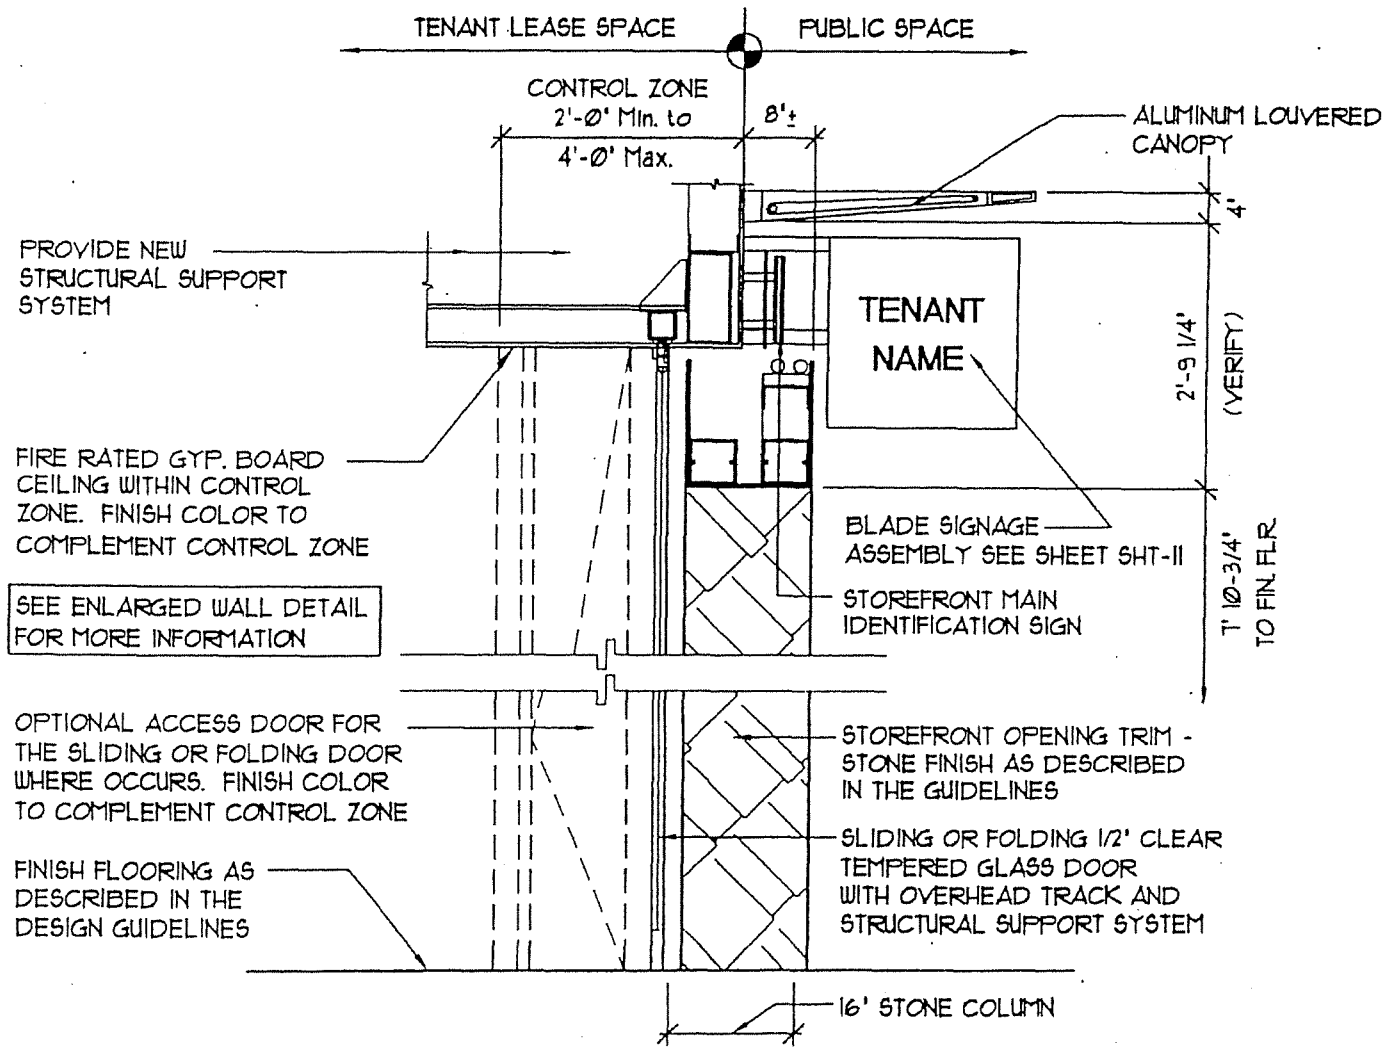 TENANT LEASE SPACE
PUBLIC SPACE
CONTROL ZONE
2'-0' Min. to
4'-0' Max.
8'±
ALUMINUM LOUVERED
CANOPY
4'
PROVIDE NEW
STRUCTURAL SUPPORT
SYSTEM
TENANT
NAME
2'-9 1/4'
(VERIFY)
FIRE RATED GYP. BOARD
CEILING WITHIN CONTROL
ZONE. FINISH COLOR TO
COMPLEMENT CONTROL ZONE
BLADE SIGNAGE
ASSEMBLY SEE SHEET SHT-11
7' 10-3/4'
TO FIN. FLR.
SEE ENLARGED WALL DETAIL
FOR MORE INFORMATION
STOREFRONT MAIN
IDENTIFICATION SIGN
OPTIONAL ACCESS DOOR FOR
THE SLIDING OR FOLDING DOOR
WHERE OCCURS. FINISH COLOR
TO COMPLEMENT CONTROL ZONE
STOREFRONT OPENING TRIM -
STONE FINISH AS DESCRIBED
IN THE GUIDELINES
SLIDING OR FOLDING 1/2' CLEAR
TEMPERED GLASS DOOR
WITH OVERHEAD TRACK AND
STRUCTURAL SUPPORT SYSTEM
FINISH FLOORING AS
DESCRIBED IN THE
DESIGN GUIDELINES
16' STONE COLUMN